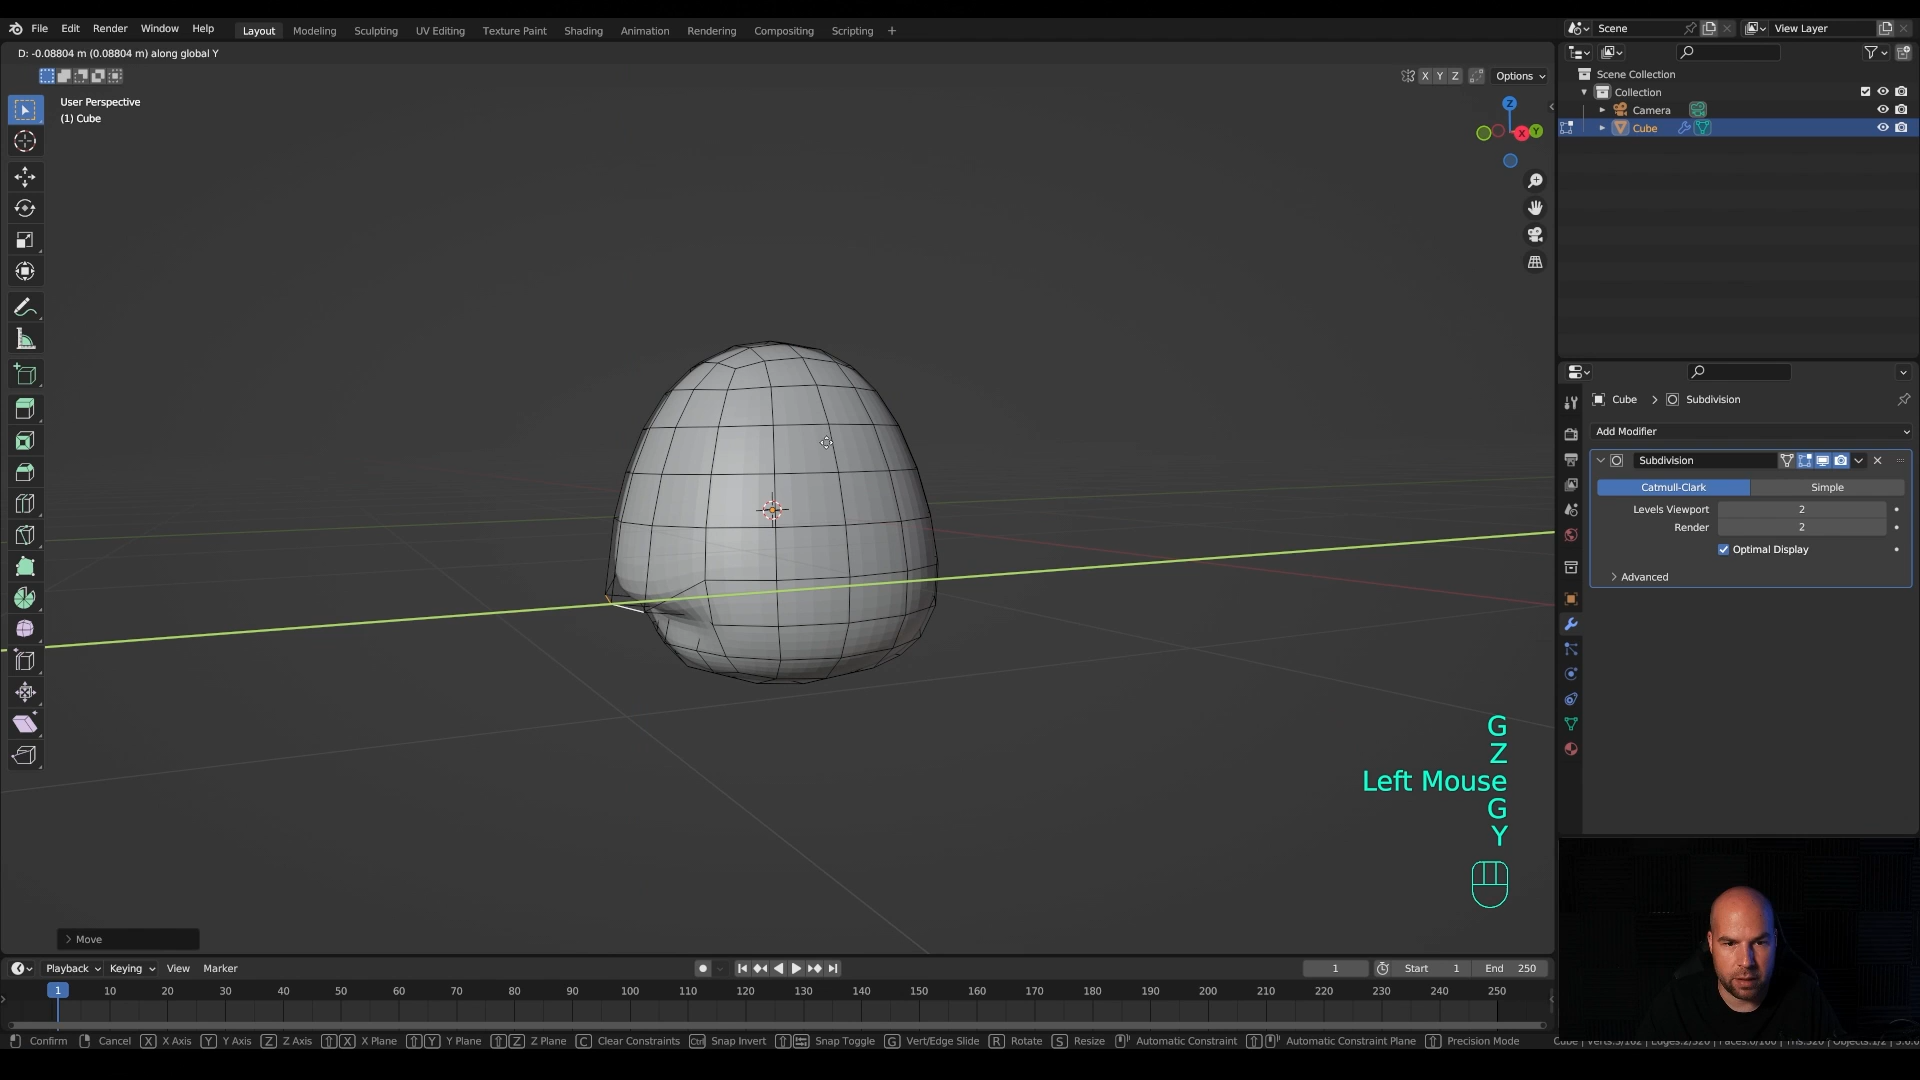 File Edit Render Window Help Layout Modeling Sculpting UV Editing Texture Paint Shading Animation Rendering Compositing Scripting + Scene View Layer
D: -0.08804 m (0.08804 m) along global Y
X Y Z Options
User Perspective
(1) Cube
Z
X Y
Scene Collection
Collection
Camera
Cube
Cube > Subdivision
Add Modifier
Subdivision
Catmull-Clark Simple
Levels Viewport 2
Render 2
Optimal Display
Advanced
G
Z
Left Mouse
G
Y
Move
Playback Keying View Marker 1 Start 1 End 250
1 10 20 30 40 50 60 70 80 90 100 110 120 130 140 150 160 170 180 190 200 210 220 230 240 250
Confirm Cancel X X Axis Y Y Axis Z Z Axis X X Plane Y Y Plane Z Z Plane C Clear Constraints Ctrl Snap Invert Snap Toggle G Vert/Edge Slide R Rotate S Resize Automatic Constraint Automatic Constraint Plane Precision Mode